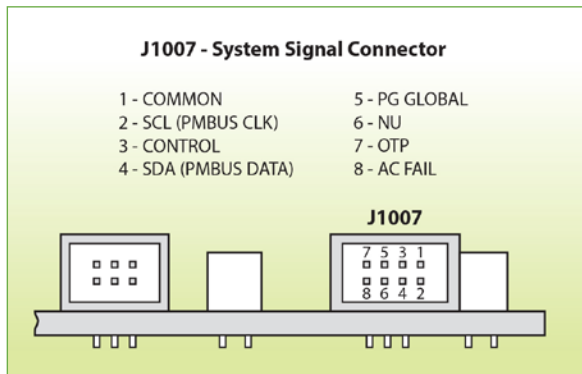 J1007 - System Signal Connector
1 - COMMON
2 - SCL (PMBUS CLK)
3 - CONTROL
4 - SDA (PMBUS DATA)
5 - PG GLOBAL
6 - NU
7 - OTP
8 - AC FAIL
J1007
7 5 3 1
8 6 4 2